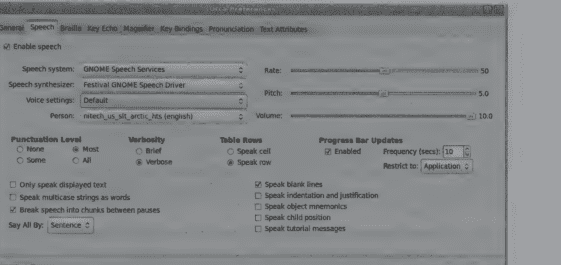 Preferences
General Speech Braille Key Echo Magnifier Key Bindings Pronunciation Text Attributes
Enable speech
Speech system: GNOME Speech Services
Speech synthesizer: Festival GNOME Speech Driver
Voice settings: Default
Person: nitech_us_slt_arctic_hts (english)
Rate: 50
Pitch: 5.0
Volume: 10.0
Punctuation Level
None Most
Some All
Verbosity
Brief
Verbose
Table Rows
Speak cell
Speak row
Progress Bar Updates
Enabled Frequency (secs): 10
Restrict to: Application
Only speak displayed text
Speak multicase strings as words
Break speech into chunks between pauses
Say All By: Sentence
Speak blank lines
Speak indentation and justification
Speak object mnemonics
Speak child position
Speak tutorial messages